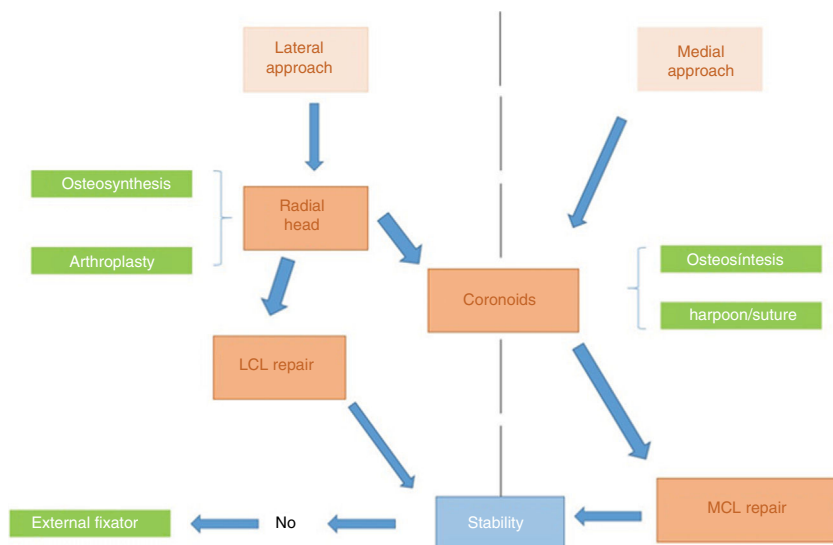 Lateral
approach
Medial
approach
Osteosynthesis
Radial
head
Arthroplasty
Osteosíntesis
Coronoids
harpoon/suture
LCL repair
MCL repair
External fixator
No
Stability